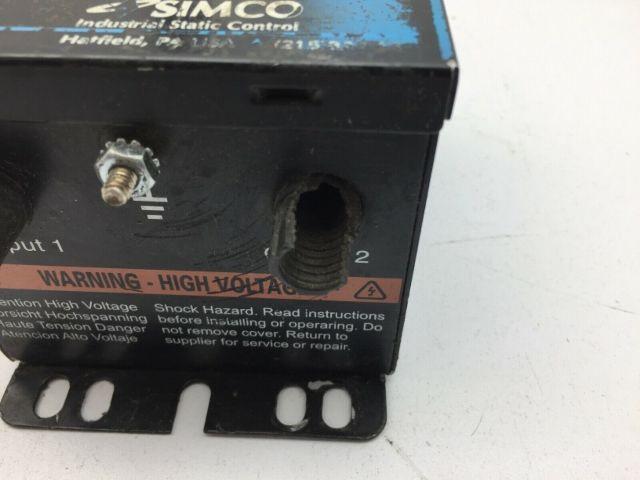 SIMCO
Industrial Static Control
Hatfield, PA USA
put 1
2
WARNING - HIGH VOLTAGE
ention High Voltage
orsicht Hochspanning
Haute Tension Danger
Atencion Alto Voltaje
Shock Hazard. Read instructions
before installing or operaring. Do
not remove cover. Return to
supplier for service or repair.